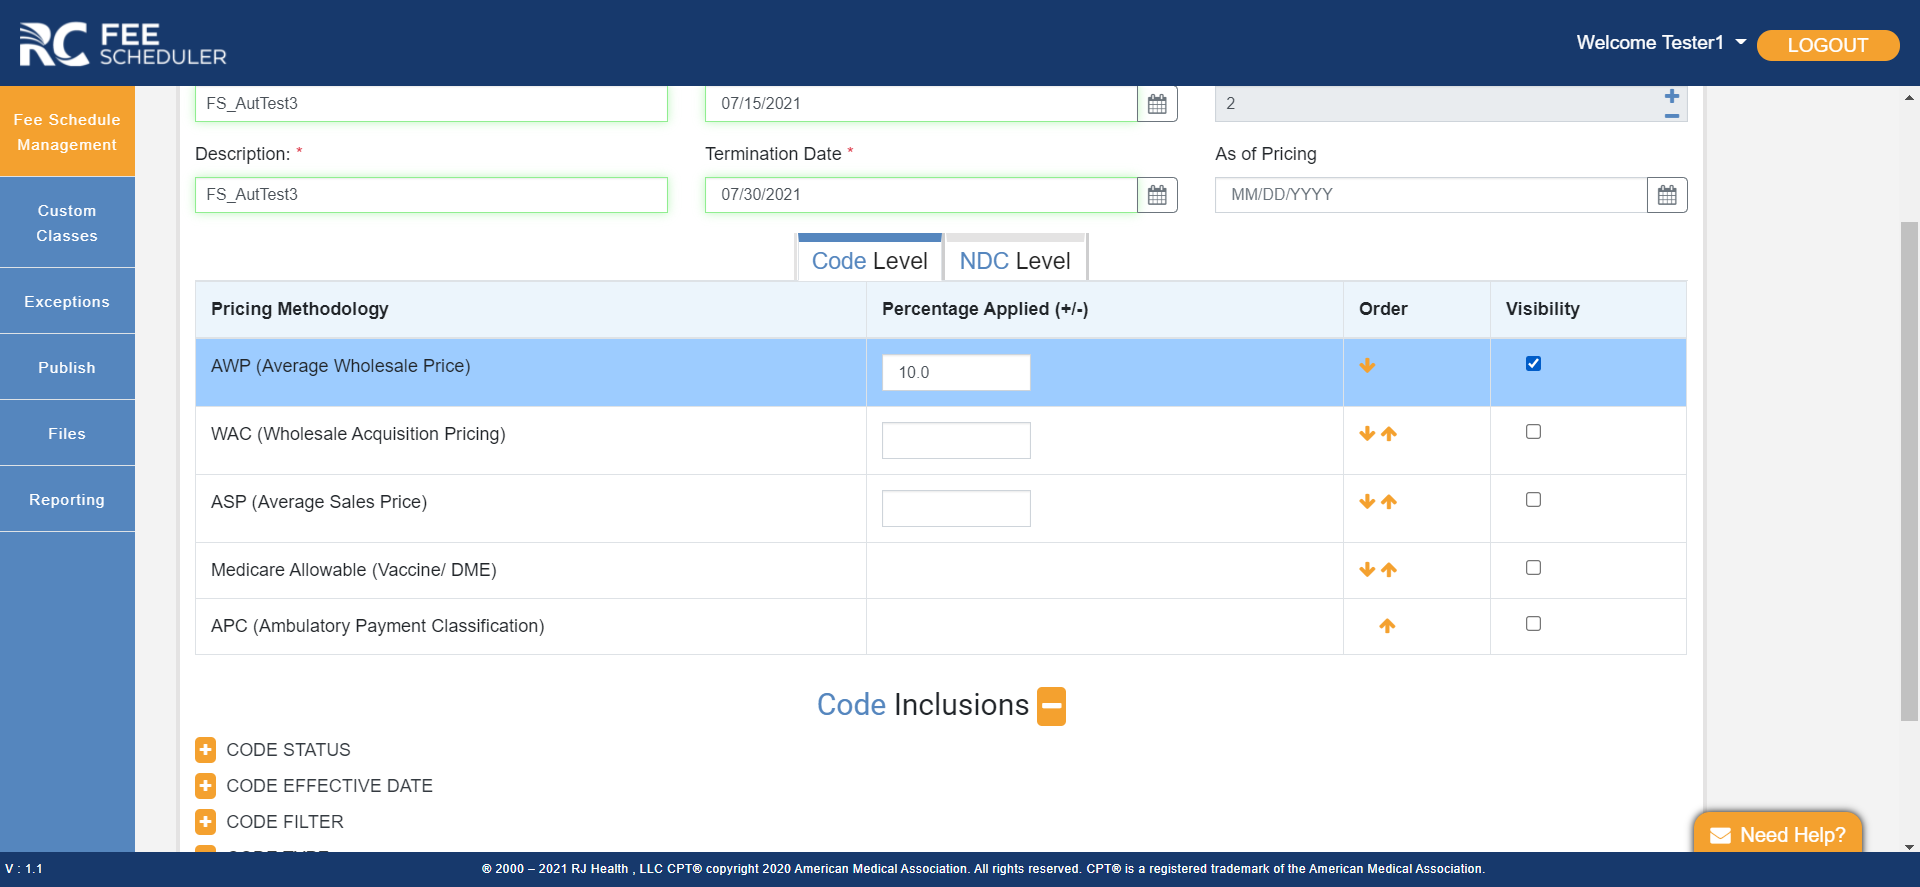 RC FEE SCHEDULER
Welcome Tester1
LOGOUT
Fee Schedule
Management
Custom
Classes
Exceptions
Publish
Files
Reporting
FS_AutTest3
07/15/2021
2
Description: *
Termination Date *
As of Pricing
FS_AutTest3
07/30/2021
MM/DD/YYYY
Code Level
NDC Level
Pricing Methodology
Percentage Applied (+/-)
Order
Visibility
AWP (Average Wholesale Price)
10.0
WAC (Wholesale Acquisition Pricing)
ASP (Average Sales Price)
Medicare Allowable (Vaccine/ DME)
APC (Ambulatory Payment Classification)
Code Inclusions
CODE STATUS
CODE EFFECTIVE DATE
CODE FILTER
Need Help?
V : 1.1
® 2000 – 2021 RJ Health , LLC CPT® copyright 2020 American Medical Association. All rights reserved. CPT® is a registered trademark of the American Medical Association.